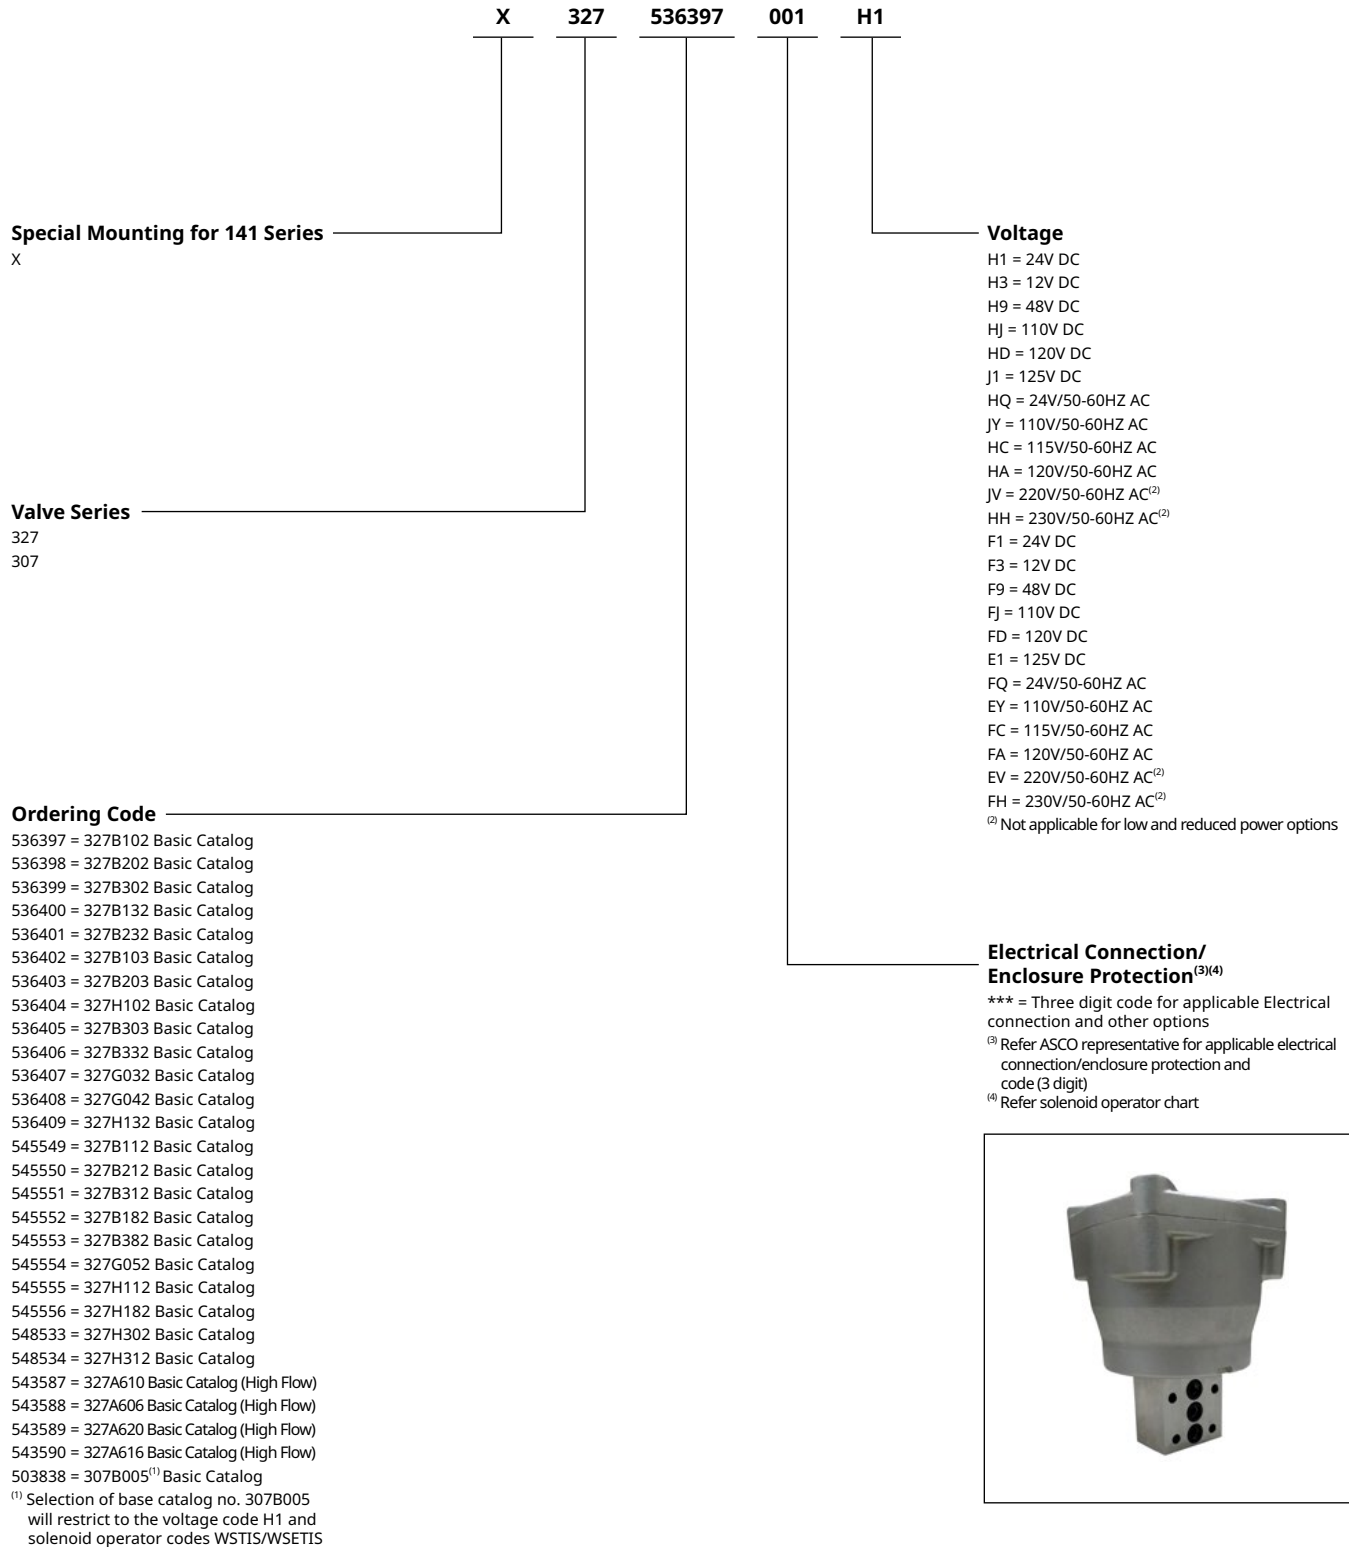 X 327 536397 001 H1
Special Mounting for 141 Series
X
Valve Series
327
307
Ordering Code
536397 = 327B102 Basic Catalog
536398 = 327B202 Basic Catalog
536399 = 327B302 Basic Catalog
536400 = 327B132 Basic Catalog
536401 = 327B232 Basic Catalog
536402 = 327B103 Basic Catalog
536403 = 327B203 Basic Catalog
536404 = 327H102 Basic Catalog
536405 = 327B303 Basic Catalog
536406 = 327B332 Basic Catalog
536407 = 327G032 Basic Catalog
536408 = 327G042 Basic Catalog
536409 = 327H132 Basic Catalog
545549 = 327B112 Basic Catalog
545550 = 327B212 Basic Catalog
545551 = 327B312 Basic Catalog
545552 = 327B182 Basic Catalog
545553 = 327B382 Basic Catalog
545554 = 327G052 Basic Catalog
545555 = 327H112 Basic Catalog
545556 = 327H182 Basic Catalog
548533 = 327H302 Basic Catalog
548534 = 327H312 Basic Catalog
543587 = 327A610 Basic Catalog (High Flow)
543588 = 327A606 Basic Catalog (High Flow)
543589 = 327A620 Basic Catalog (High Flow)
543590 = 327A616 Basic Catalog (High Flow)
503838 = 307B005(1) Basic Catalog
(1) Selection of base catalog no. 307B005
will restrict to the voltage code H1 and
solenoid operator codes WSTIS/WSETIS
Voltage
H1 = 24V DC
H3 = 12V DC
H9 = 48V DC
HJ = 110V DC
HD = 120V DC
J1 = 125V DC
HQ = 24V/50-60HZ AC
JY = 110V/50-60HZ AC
HC = 115V/50-60HZ AC
HA = 120V/50-60HZ AC
JV = 220V/50-60HZ AC(2)
HH = 230V/50-60HZ AC(2)
F1 = 24V DC
F3 = 12V DC
F9 = 48V DC
FJ = 110V DC
FD = 120V DC
E1 = 125V DC
FQ = 24V/50-60HZ AC
EY = 110V/50-60HZ AC
FC = 115V/50-60HZ AC
FA = 120V/50-60HZ AC
EV = 220V/50-60HZ AC(2)
FH = 230V/50-60HZ AC(2)
(2) Not applicable for low and reduced power options
Electrical Connection/
Enclosure Protection(3)(4)
*** = Three digit code for applicable Electrical
connection and other options
(3) Refer ASCO representative for applicable electrical
connection/enclosure protection and
code (3 digit)
(4) Refer solenoid operator chart